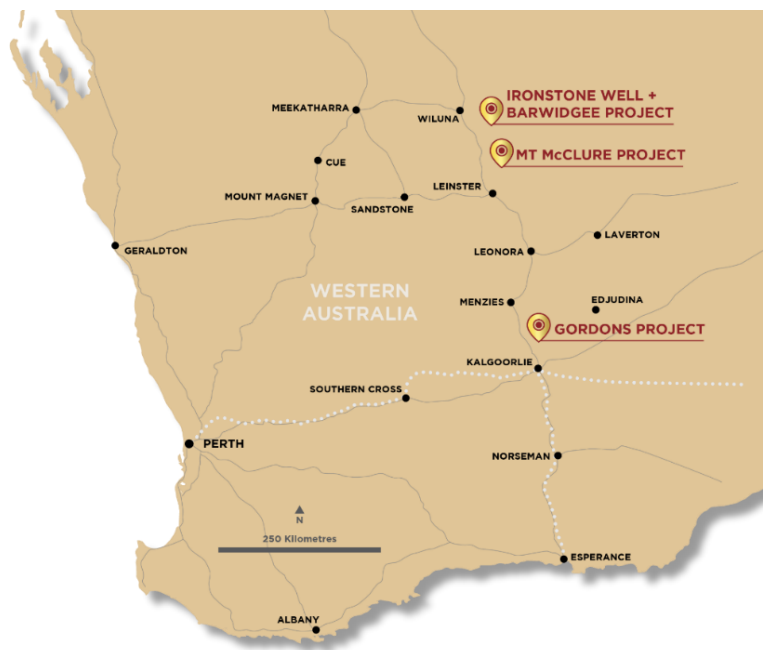 IRONSTONE WELL +
BARWIDGEE PROJECT
MEEKATHARRA
WILUNA
MT McCLURE PROJECT
CUE
LEINSTER
MOUNT MAGNET
SANDSTONE
LAVERTON
GERALDTON
LEONORA
WESTERN
AUSTRALIA
MENZIES
EDJUDINA
GORDONS PROJECT
KALGOORLIE
SOUTHERN CROSS
PERTH
NORSEMAN
N
250 Kilometres
ESPERANCE
ALBANY